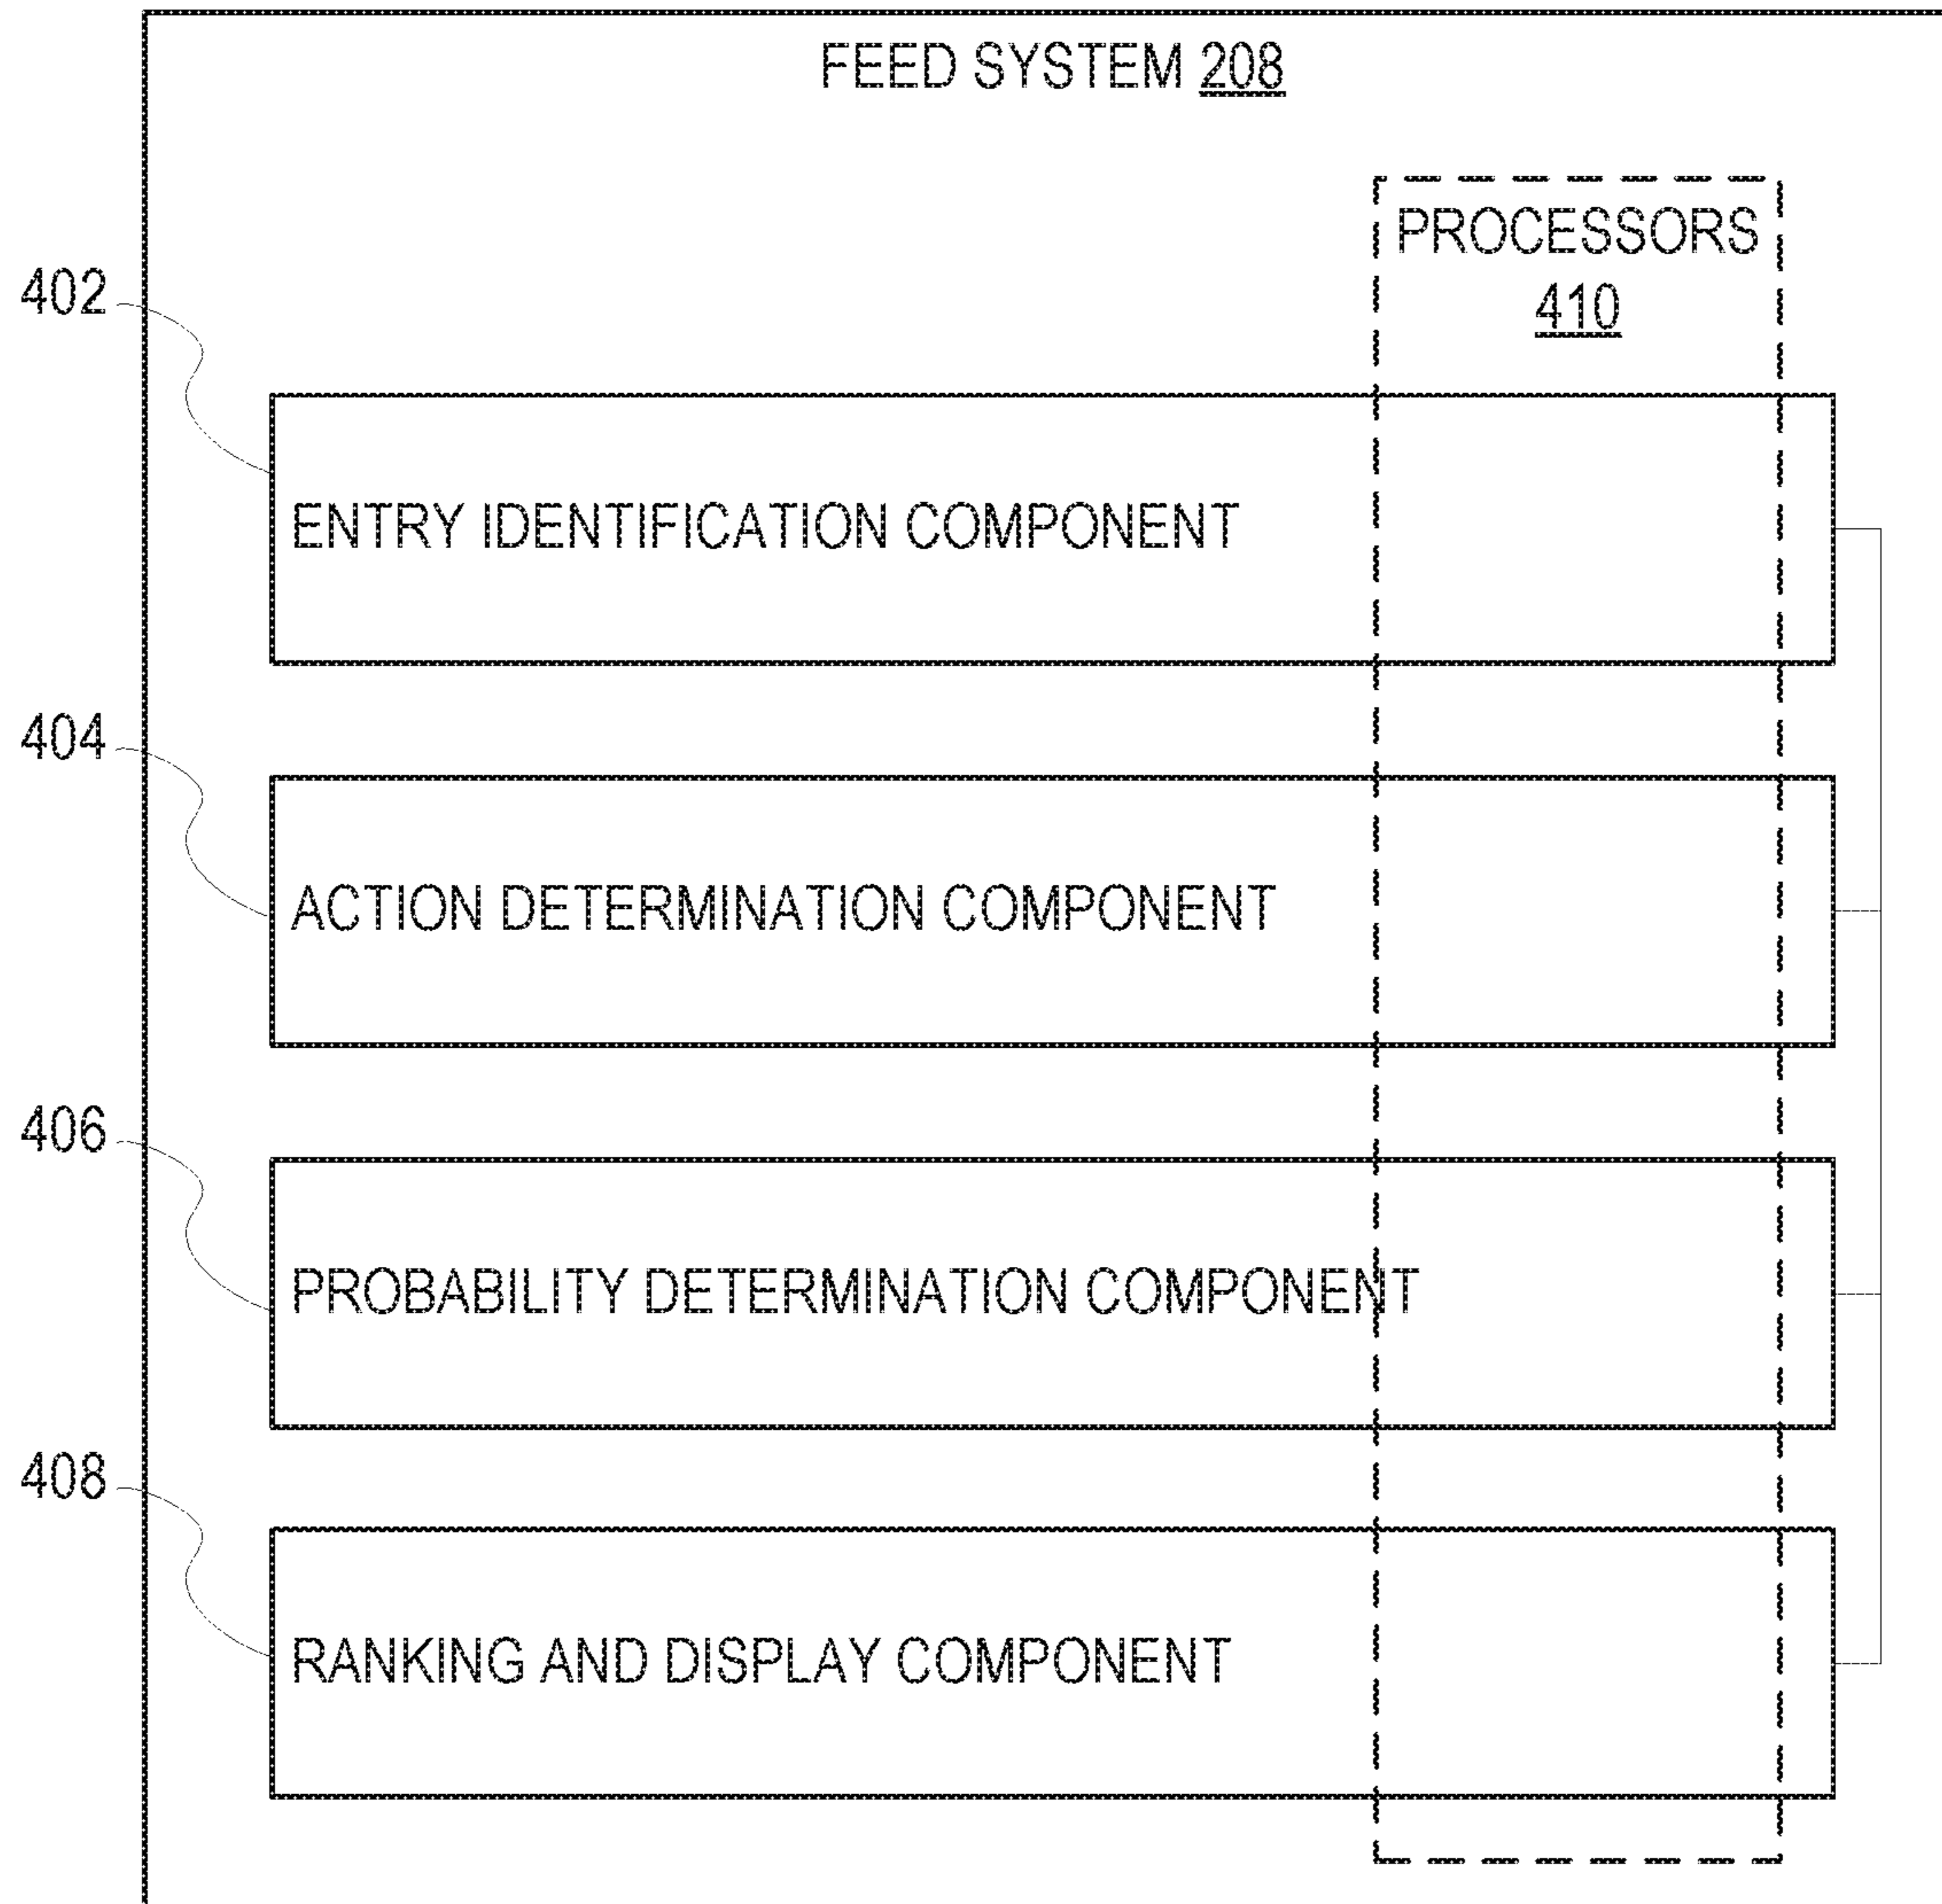 FEED SYSTEM 208
PROCESSORS
410
402
ENTRY IDENTIFICATION COMPONENT
404
ACTION DETERMINATION COMPONENT
406
PROBABILITY DETERMINATION COMPONENT
408
RANKING AND DISPLAY COMPONENT